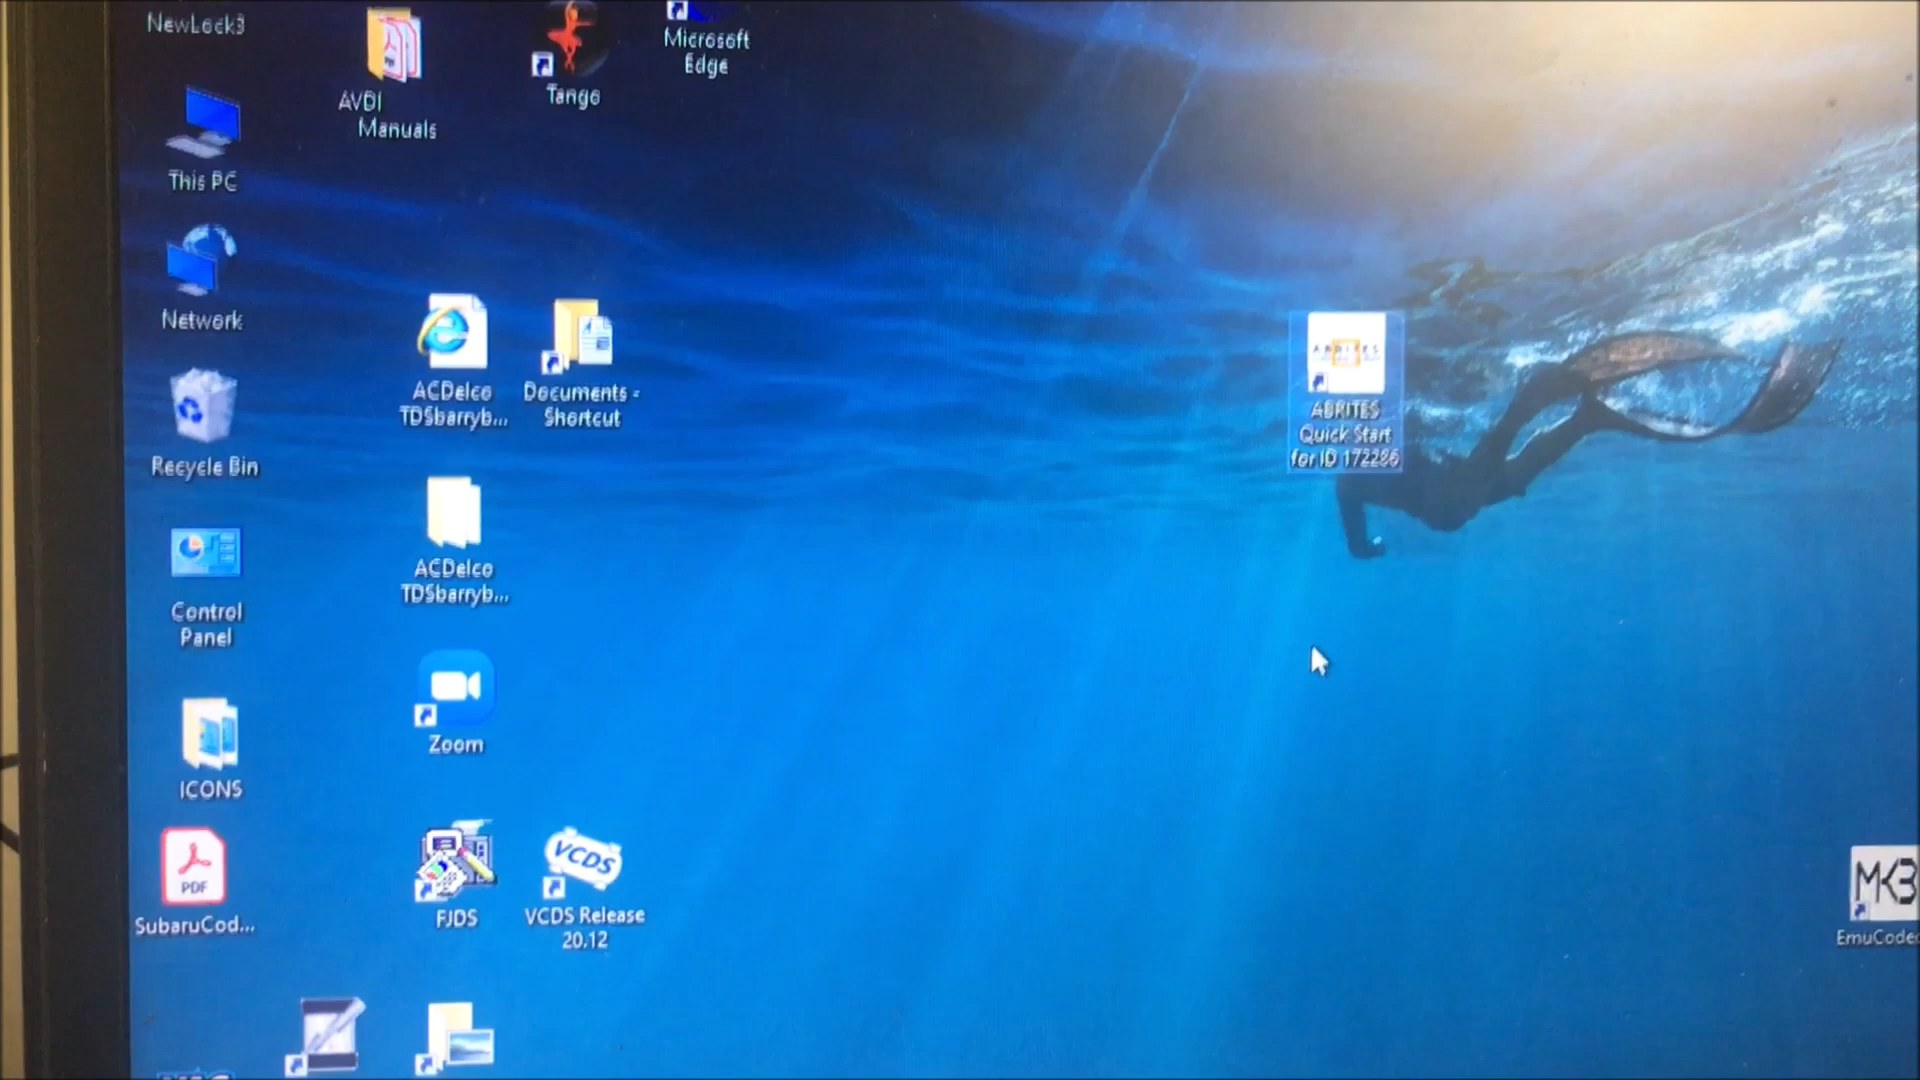 NewLock3
AVDI
Manuals
Tango
Microsoft
Edge
This PC
Network
ACDelco
TDSbarryb...
Documents -
Shortcut
ABRITES
ABRITES
Quick Start
for ID 172286
Recycle Bin
ACDelco
TDSbarryb...
Control
Panel
Zoom
ICONS
PDF
SubaruCod...
FJDS
VCDS
VCDS Release
20.12
MK3